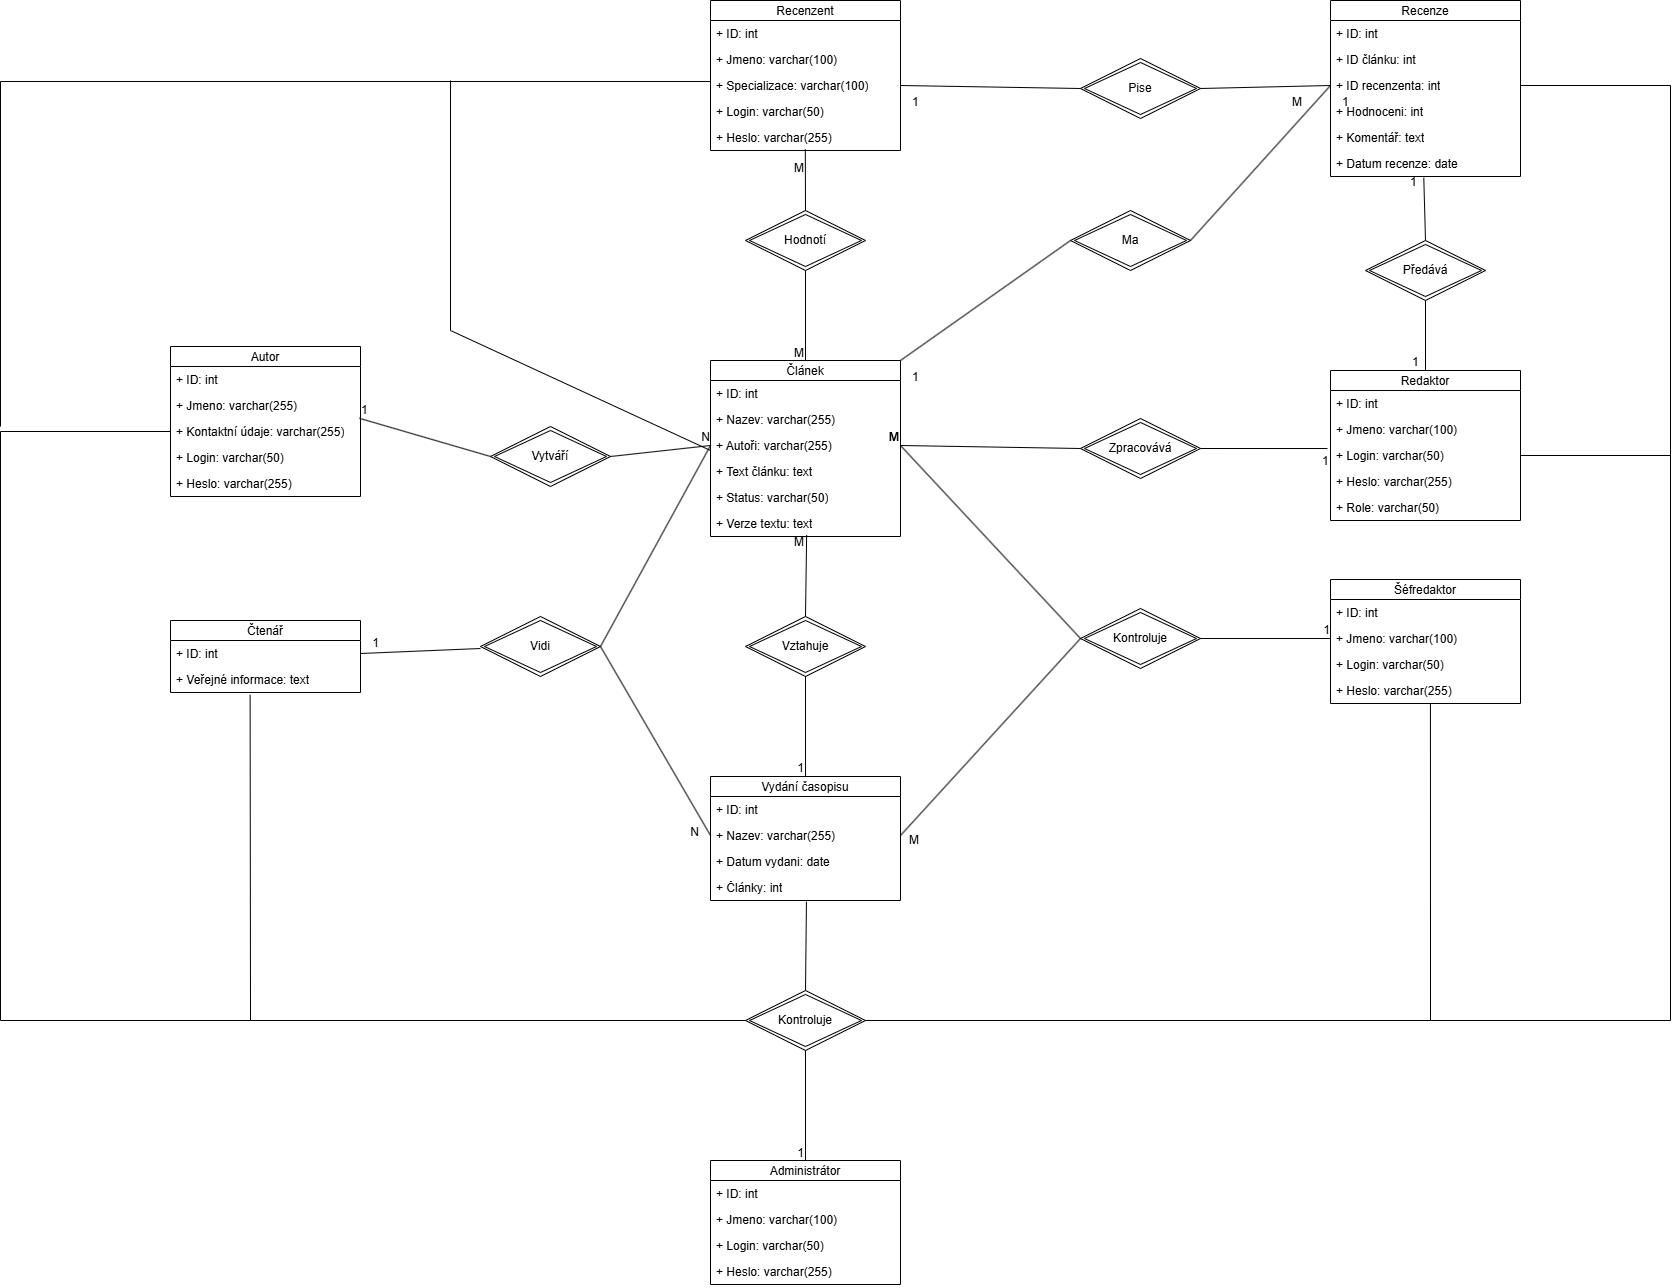 Recenzent
+ ID: int
+ Jmeno: varchar(100)
+ Specializace: varchar(100)
+ Login: varchar(50)
+ Heslo: varchar(255)
1
Pise
M
Recenze
+ ID: int
+ ID článku: int
+ ID recenzenta: int
1
+ Hodnoceni: int
+ Komentář: text
+ Datum recenze: date
M
Hodnotí
M
Ma
1
1
Předává
1
Autor
+ ID: int
+ Jmeno: varchar(255)
+ Kontaktní údaje: varchar(255)
+ Login: varchar(50)
+ Heslo: varchar(255)
1
Vytváří
N
Článek
+ ID: int
+ Nazev: varchar(255)
+ Autoři: varchar(255)
+ Text článku: text
+ Status: varchar(50)
+ Verze textu: text
M
Zpracovává
1
Redaktor
+ ID: int
+ Jmeno: varchar(100)
+ Login: varchar(50)
+ Heslo: varchar(255)
+ Role: varchar(50)
M
Čtenář
+ ID: int
+ Veřejné informace: text
1
Vidi
N
Vztahuje
1
Kontroluje
M
1
Šéfredaktor
+ ID: int
+ Jmeno: varchar(100)
+ Login: varchar(50)
+ Heslo: varchar(255)
Vydání časopisu
+ ID: int
+ Nazev: varchar(255)
+ Datum vydani: date
+ Články: int
Kontroluje
1
Administrátor
+ ID: int
+ Jmeno: varchar(100)
+ Login: varchar(50)
+ Heslo: varchar(255)